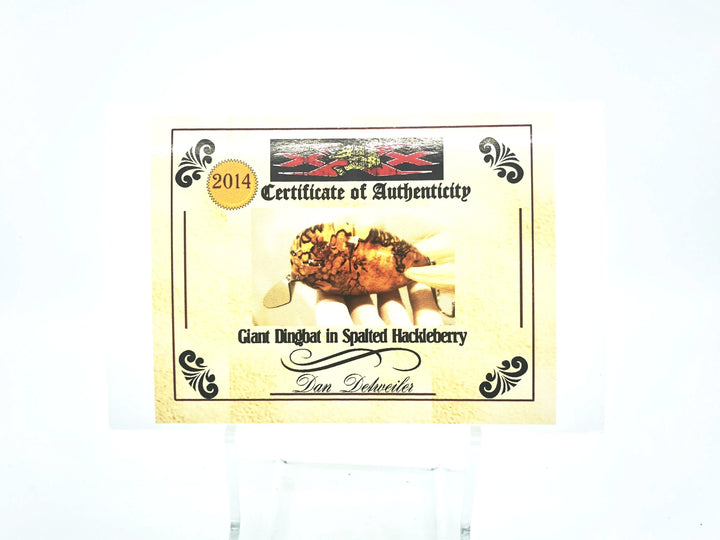 2014
Certificate of Authenticity
Giant Dingbat in Spalted Hackleberry
Dan Detweiler